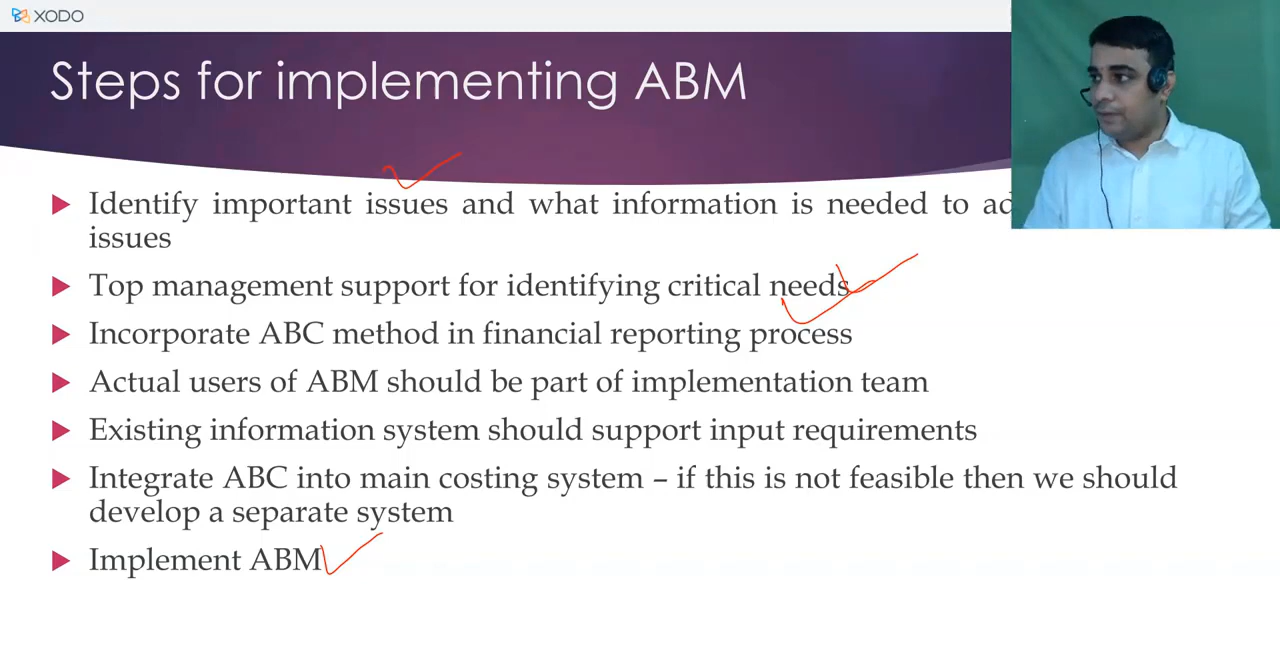 XODO
Steps for implementing ABM
Identify important issues and what information is needed to
issues
Top management support for identifying critical needs
Incorporate ABC method in financial reporting process
Actual users of ABM should be part of implementation team
Existing information system should support input requirements
Integrate ABC into main costing system – if this is not feasible then we should
develop a separate system
Implement ABM